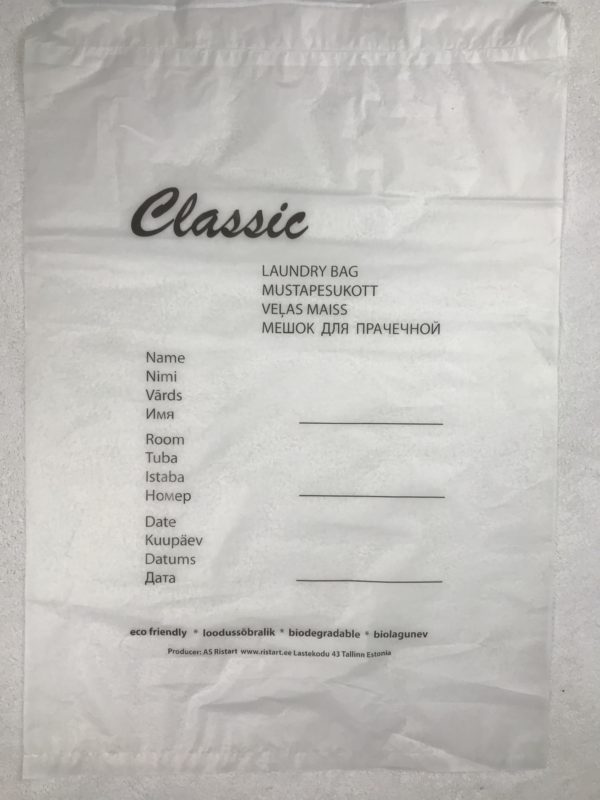 Classic
LAUNDRY BAG
MUSTAPESUKOTT
VEĻAS MAISS
МЕШОК ДЛЯ ПРАЧЕЧНОЙ
Name
Nimi
Vārds
Имя
Room
Tuba
Istaba
Номер
Date
Kuupäev
Datums
Дата
eco friendly * loodussõbralik * biodegradable * biolagunev
Producer: AS Ristart www.ristart.ee Lastekodu 43 Tallinn Estonia